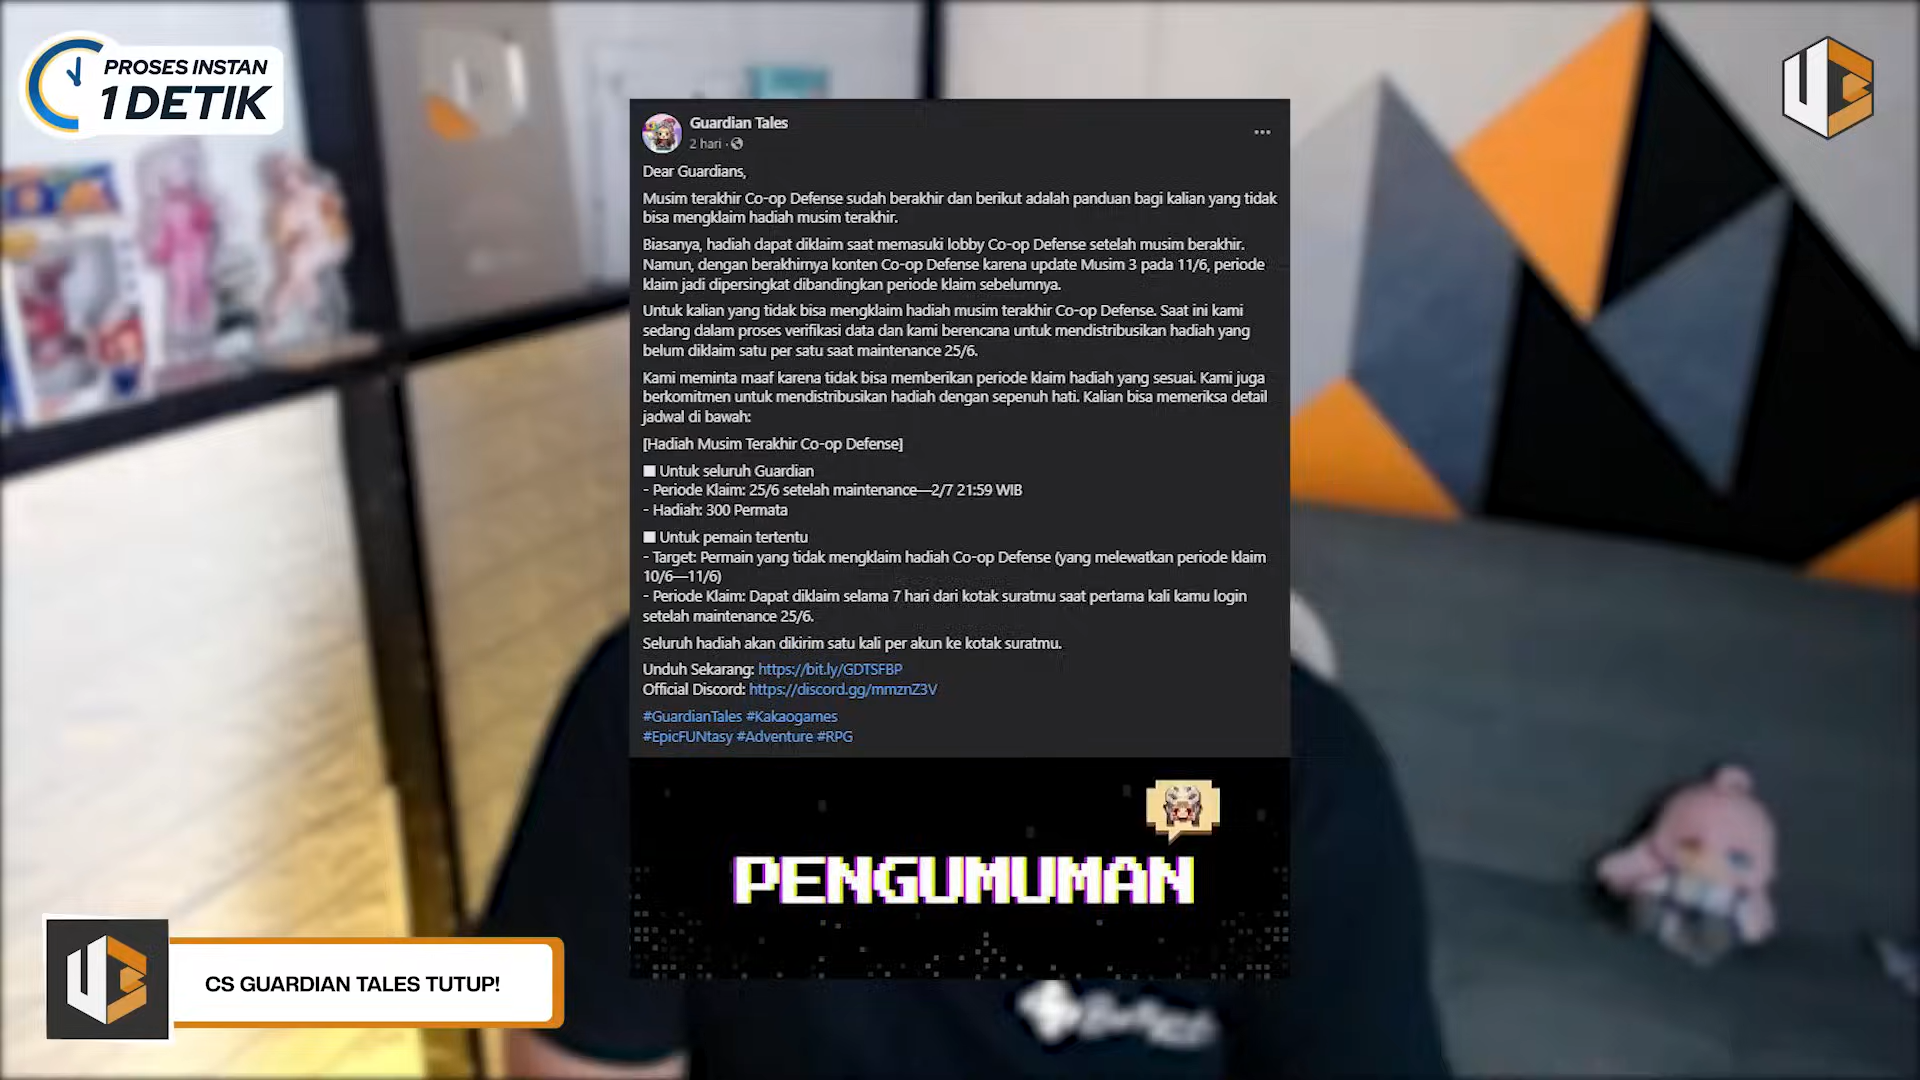 PROSES INSTAN
1 DETIK
Guardian Tales
2 hari ·
Dear Guardians,
Musim terakhir Co-op Defense sudah berakhir dan berikut adalah panduan bagi kalian yang tidak
bisa mengklaim hadiah musim terakhir.
Biasanya, hadiah dapat diklaim saat memasuki lobby Co-op Defense setelah musim berakhir.
Namun, dengan berakhirnya konten Co-op Defense karena update Musim 3 pada 11/6, periode
klaim jadi dipersingkat dibandingkan periode klaim sebelumnya.
Untuk kalian yang tidak bisa mengklaim hadiah musim terakhir Co-op Defense. Saat ini kami
sedang dalam proses verifikasi data dan kami berencana untuk mendistribusikan hadiah yang
belum diklaim satu per satu saat maintenance 25/6.
Kami meminta maaf karena tidak bisa memberikan periode klaim hadiah yang sesuai. Kami juga
berkomitmen untuk mendistribusikan hadiah dengan sepenuh hati. Kalian bisa memeriksa detail
jadwal di bawah:
[Hadiah Musim Terakhir Co-op Defense]
■ Untuk seluruh Guardian
- Periode Klaim: 25/6 setelah maintenance—2/7 21:59 WIB
- Hadiah: 300 Permata
■ Untuk pemain tertentu
- Target: Permain yang tidak mengklaim hadiah Co-op Defense (yang melewatkan periode klaim
10/6—11/6)
- Periode Klaim: Dapat diklaim selama 7 hari dari kotak suratmu saat pertama kali kamu login
setelah maintenance 25/6.
Seluruh hadiah akan dikirim satu kali per akun ke kotak suratmu.
Unduh Sekarang: https://bit.ly/GDTSFBP
Official Discord: https://discord.gg/mmznZ3V
#GuardianTales #Kakaogames
#EpicFUNtasy #Adventure #RPG
PENGUMUMAN
CS GUARDIAN TALES TUTUP!